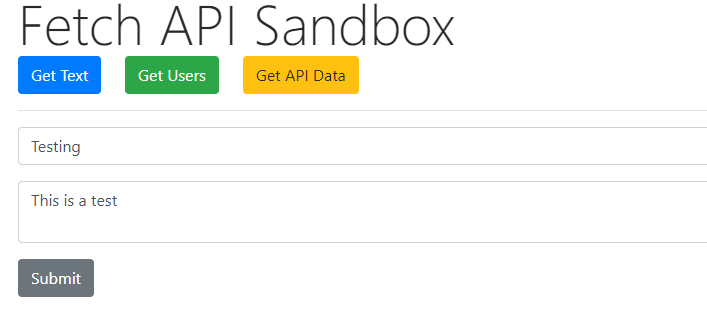 Fetch API Sandbox
Get Text Get Users Get API Data
Testing
This is a test
Submit